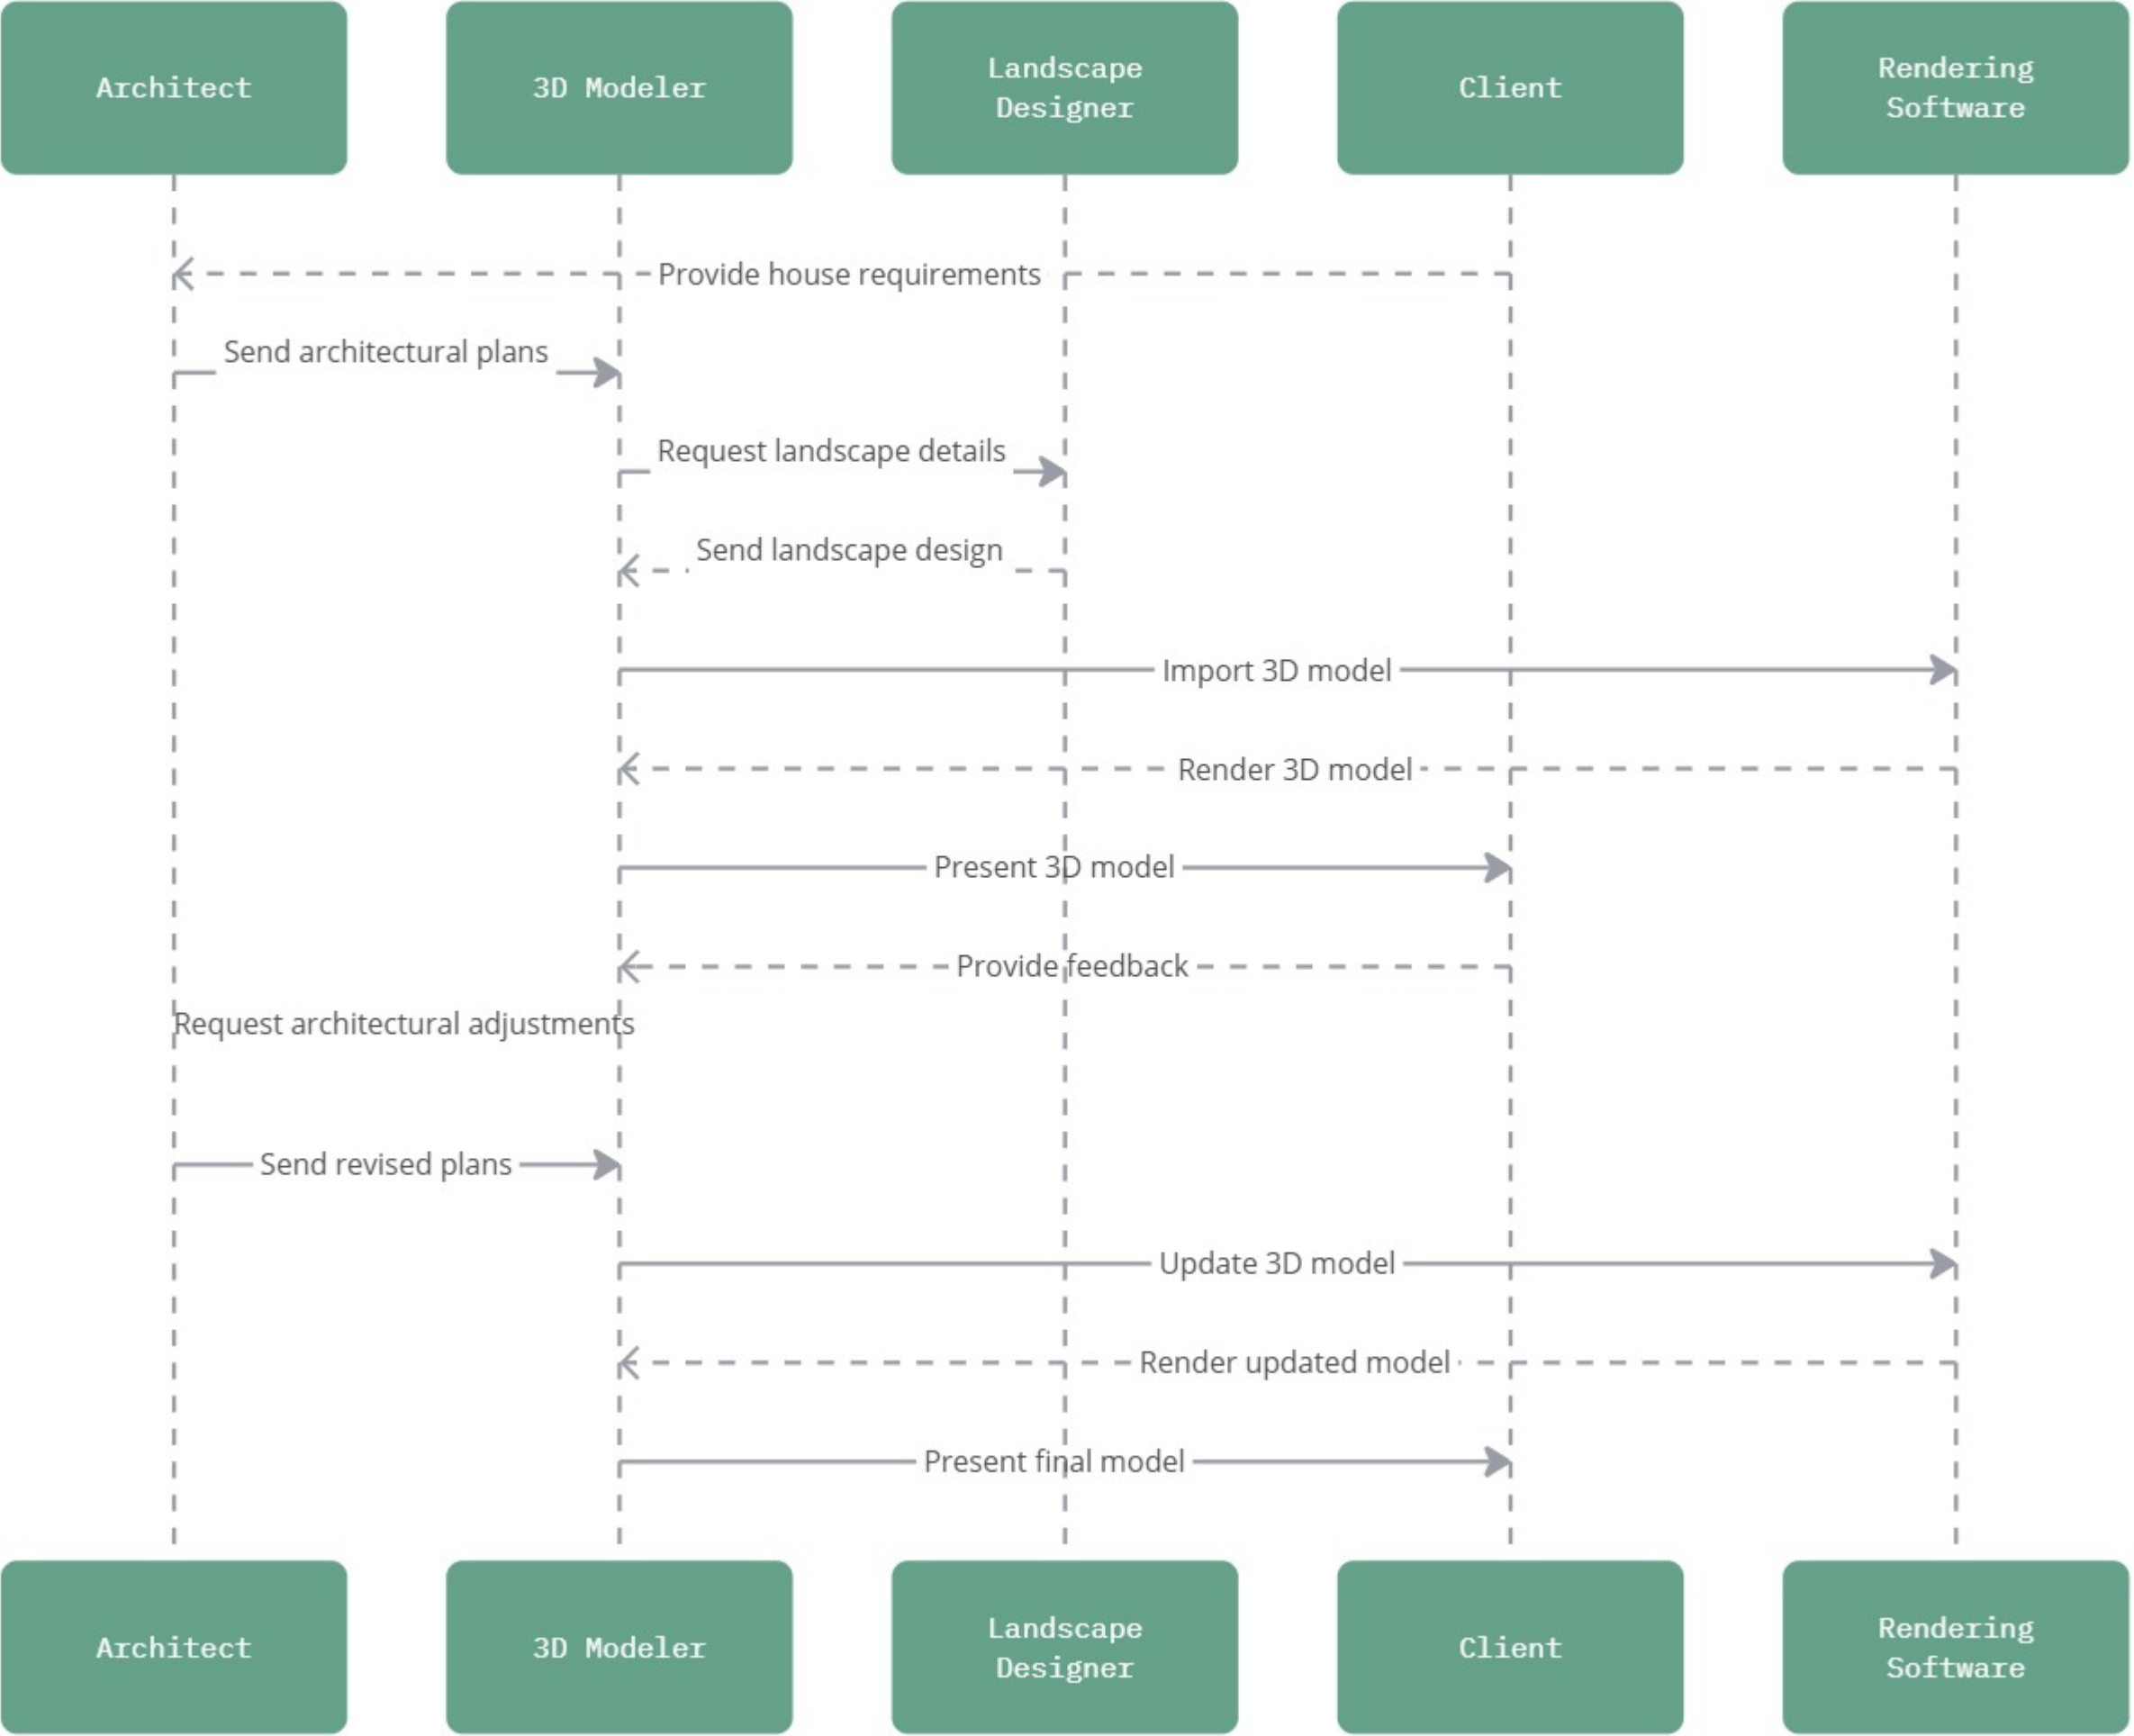 Architect
3D Modeler
Landscape
Designer
Client
Rendering
Software
Provide house requirements
Send architectural plans
Request landscape details
Send landscape design
Import 3D model
Render 3D model
Present 3D model
Provide feedback
Request architectural adjustments
Send revised plans
Update 3D model
Render updated model
Present final model
Architect
3D Modeler
Landscape
Designer
Client
Rendering
Software